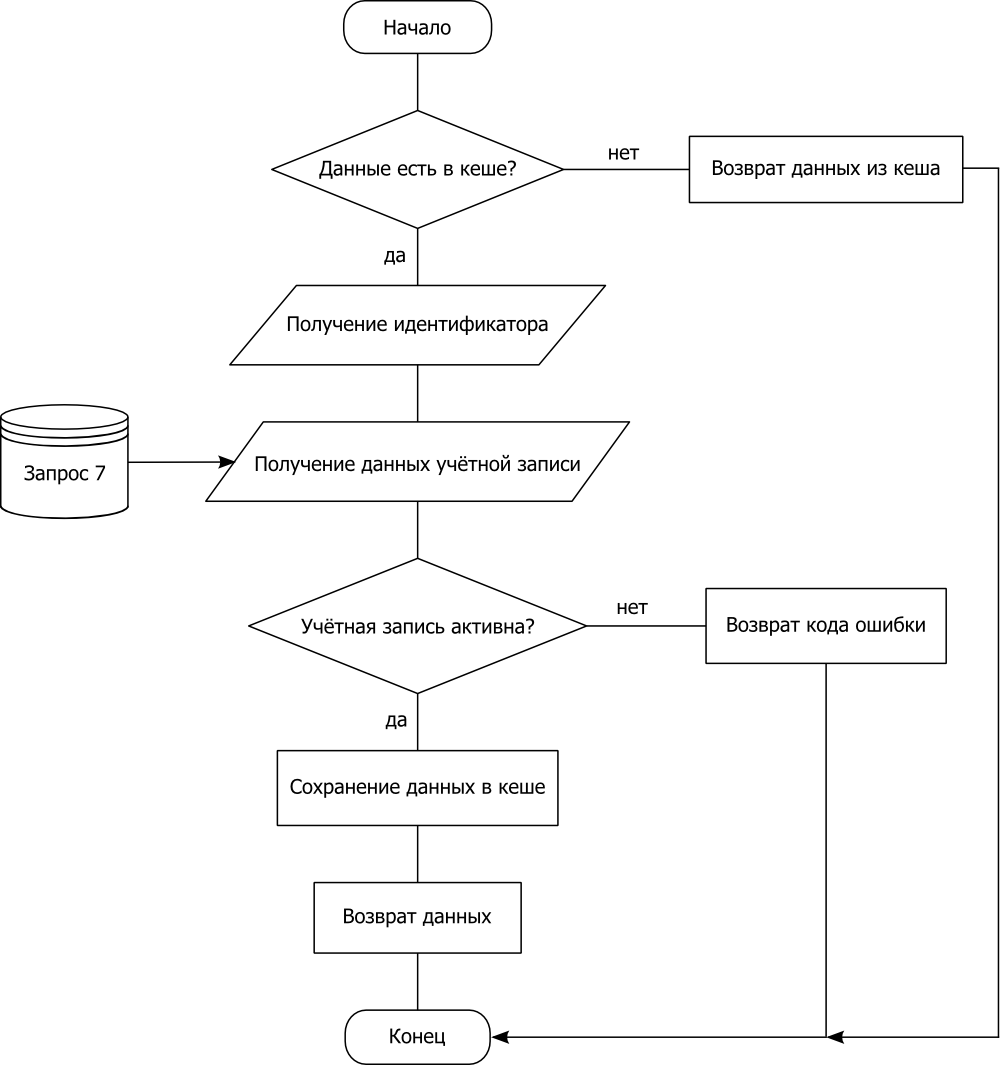 Начало
Данные есть в кеше?
нет
Возврат данных из кеша
да
Получение идентификатора
Запрос 7
Получение данных учётной записи
Учётная запись активна?
нет
Возврат кода ошибки
да
Сохранение данных в кеше
Возврат данных
Конец